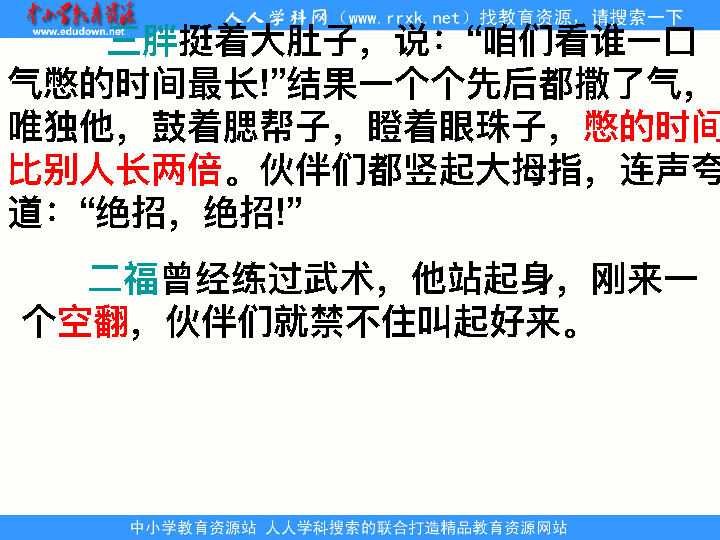 中小学教育资源
www.edudown.net
人人学科网（www.rrxk.net）找教育资源，请搜索一下
三胖挺着大肚子，说：“咱们看谁一口
气憋的时间最长!”结果一个个先后都撒了气，
唯独他，鼓着腮帮子，瞪着眼珠子，憋的时间
比别人长两倍。伙伴们都竖起大拇指，连声夸
道：“绝招，绝招!”
二福曾经练过武术，他站起身，刚来一
个空翻，伙伴们就禁不住叫起好来。
中小学教育资源站 人人学科搜索的联合打造精品教育资源网站